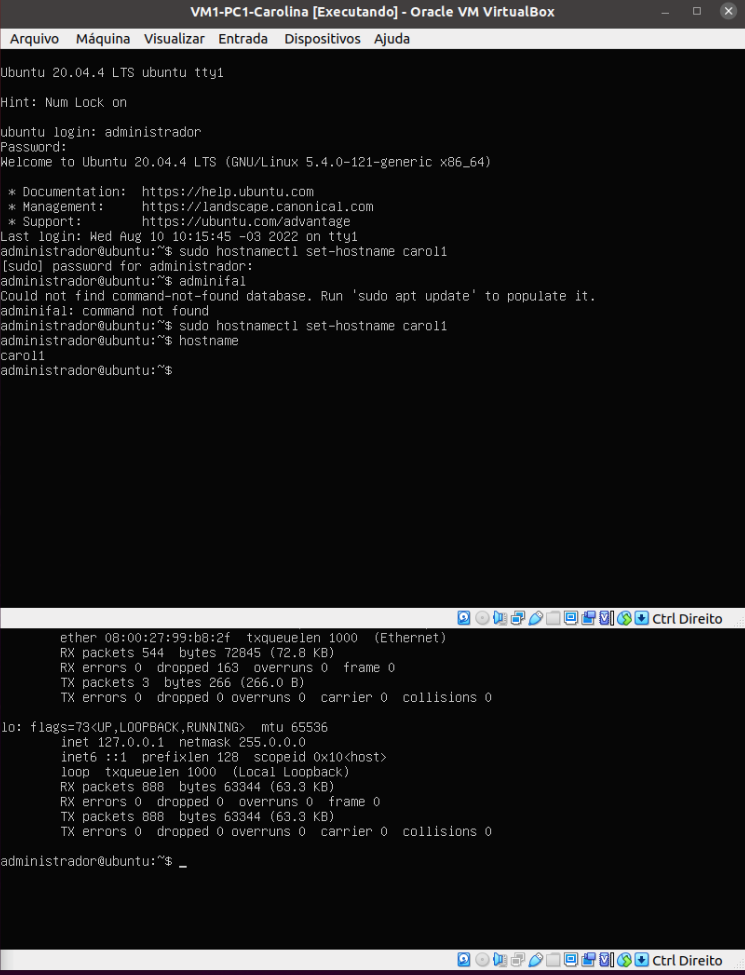 VM1-PC1-Carolina [Executando] - Oracle VM VirtualBox
Arquivo Máquina Visualizar Entrada Dispositivos Ajuda
Ubuntu 20.04.4 LTS ubuntu tty1
Hint: Num Lock on
ubuntu login: administrador
Password:
Welcome to Ubuntu 20.04.4 LTS (GNU/Linux 5.4.0-121-generic x86_64)
* Documentation: https://help.ubuntu.com
* Management: https://landscape.canonical.com
* Support: https://ubuntu.com/advantage
Last login: Wed Aug 10 10:15:45 -03 2022 on tty1
administrador@ubuntu:~$ sudo hostnamectl set-hostname carol1
[sudo] password for administrador:
administrador@ubuntu:~$ adminifal
Could not find command-not-found database. Run 'sudo apt update' to populate it.
adminifal: command not found
administrador@ubuntu:~$ sudo hostnamectl set-hostname carol1
administrador@ubuntu:~$ hostname
carol1
administrador@ubuntu:~$
Ctrl Direito
ether 08:00:27:99:b8:2f txqueuelen 1000 (Ethernet)
RX packets 544 bytes 72845 (72.8 KB)
RX errors 0 dropped 163 overruns 0 frame 0
TX packets 3 bytes 266 (266.0 B)
TX errors 0 dropped 0 overruns 0 carrier 0 collisions 0
lo: flags=73<UP,LOOPBACK,RUNNING> mtu 65536
inet 127.0.0.1 netmask 255.0.0.0
inet6 ::1 prefixlen 128 scopeid 0x10<host>
loop txqueuelen 1000 (Local Loopback)
RX packets 888 bytes 63344 (63.3 KB)
RX errors 0 dropped 0 overruns 0 frame 0
TX packets 888 bytes 63344 (63.3 KB)
TX errors 0 dropped 0 overruns 0 carrier 0 collisions 0
administrador@ubuntu:~$ _
Ctrl Direito